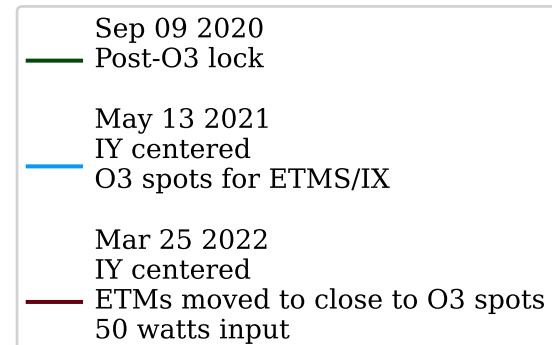 Sep 09 2020
Post-O3 lock
May 13 2021
IY centered
O3 spots for ETMS/IX
Mar 25 2022
IY centered
ETMs moved to close to O3 spots
50 watts input